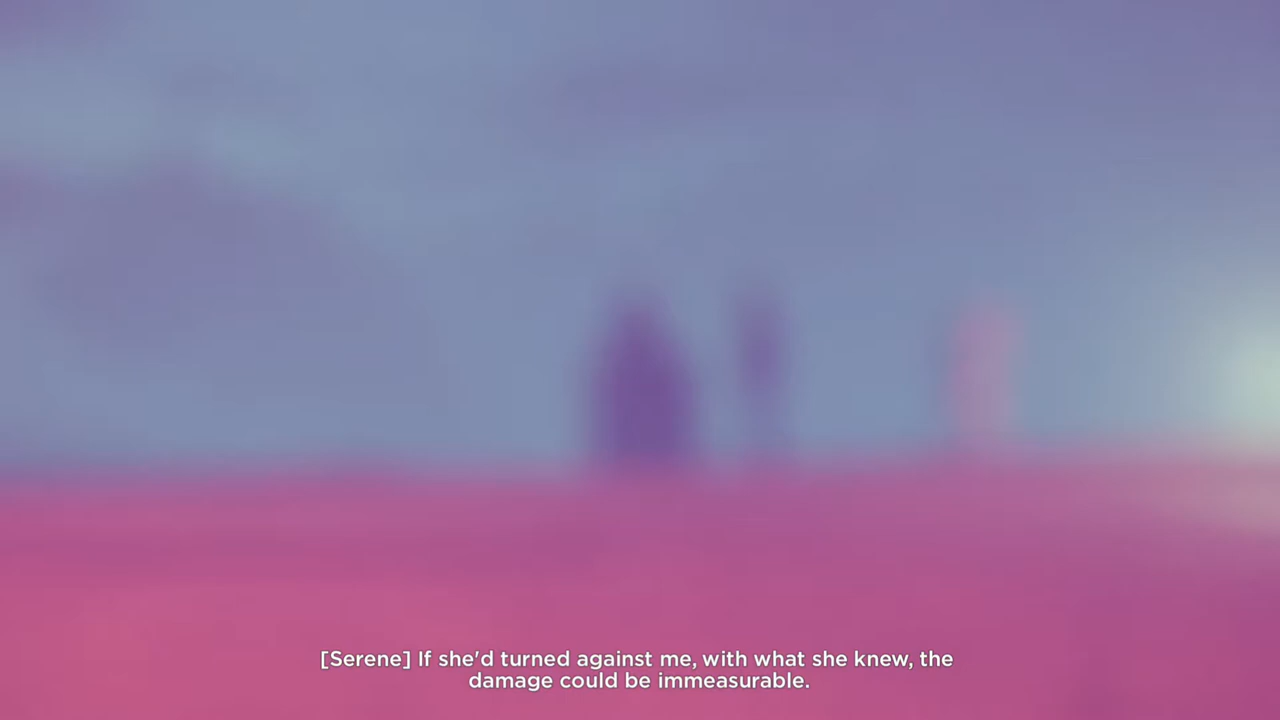 [Serene] If she'd turned against me, with what she knew, the
damage could be immeasurable.